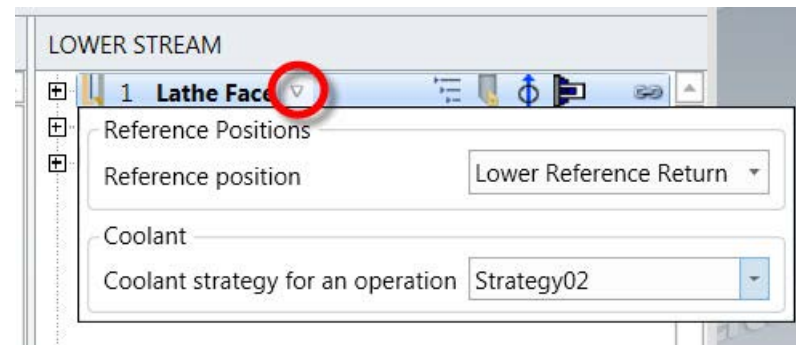 LOWER STREAM
1 Lathe Face
Reference Positions
Reference position Lower Reference Return
Coolant
Coolant strategy for an operation Strategy02